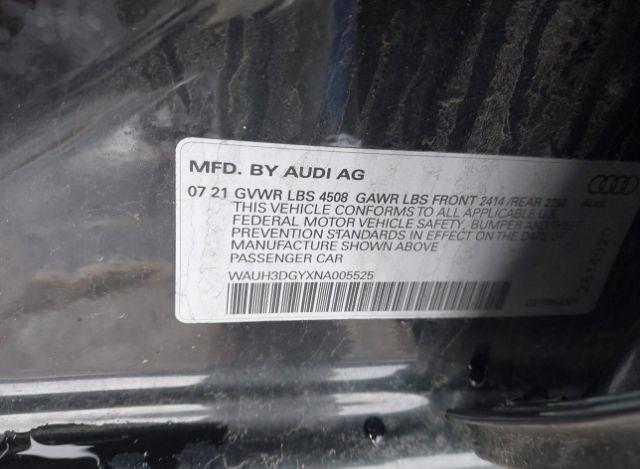 MFD. BY AUDI AG
07 21 GVWR LBS 4508 GAWR LBS FRONT 2414 /REAR
THIS VEHICLE CONFORMS TO ALL APPLICABLE U.S.
FEDERAL MOTOR VEHICLE SAFETY, BUMPER AND THEFT
PREVENTION STANDARDS IN EFFECT ON THE DATE OF
MANUFACTURE SHOWN ABOVE
PASSENGER CAR
WAUH3DGYXNA005525
Audi
GERMANY